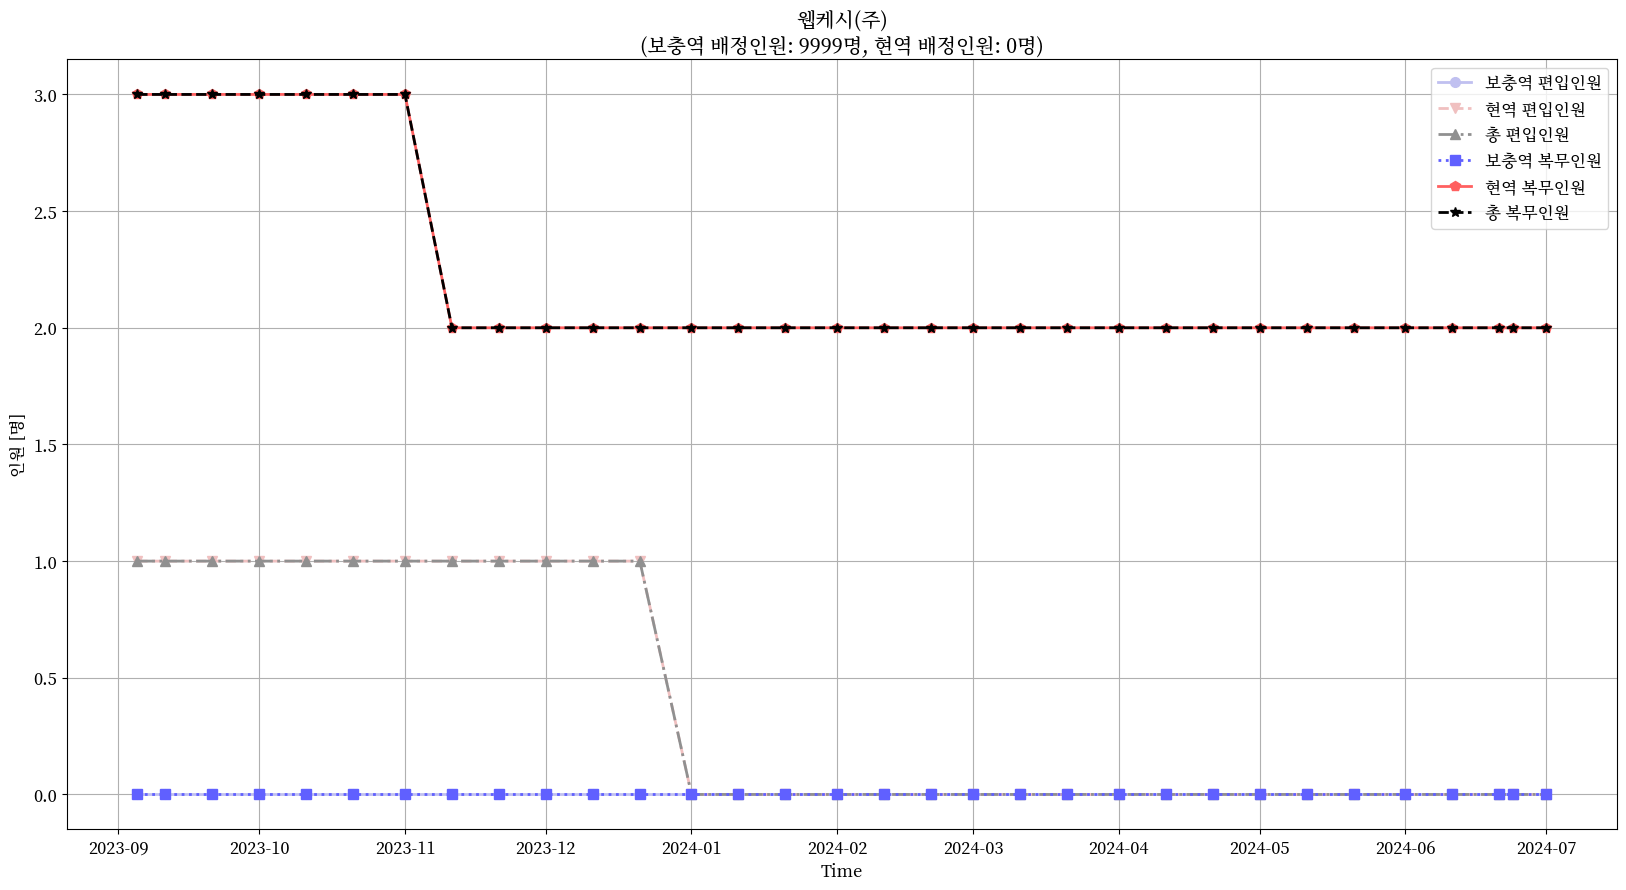 웹케시(주)
(보충역 배정인원: 9999명, 현역 배정인원: 0명)
보충역 편입인원
현역 편입인원
총 편입인원
보충역 복무인원
현역 복무인원
총 복무인원
인원 [명]
3.0
2.5
2.0
1.5
1.0
0.5
0.0
2023-09 2023-10 2023-11 2023-12 2024-01 2024-02 2024-03 2024-04 2024-05 2024-06 2024-07
Time